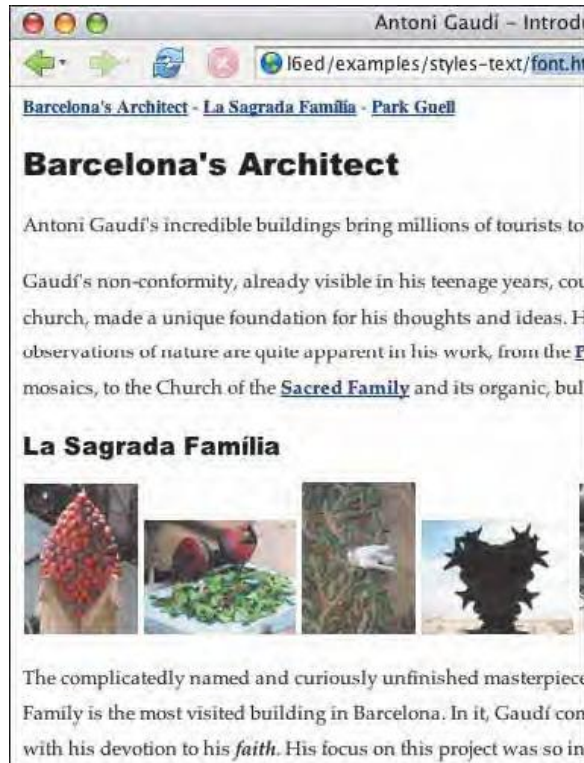 Antoni Gaudí – Introdu
l6ed/examples/styles-text/font.ht
Barcelona's Architect - La Sagrada Família - Park Guell
Barcelona's Architect
Antoni Gaudí's incredible buildings bring millions of tourists to
Gaudí's non-conformity, already visible in his teenage years, cou
church, made a unique foundation for his thoughts and ideas. H
observations of nature are quite apparent in his work, from the P
mosaics, to the Church of the Sacred Family and its organic, bul
La Sagrada Família
The complicatedly named and curiously unfinished masterpiece
Family is the most visited building in Barcelona. In it, Gaudí com
with his devotion to his faith. His focus on this project was so in